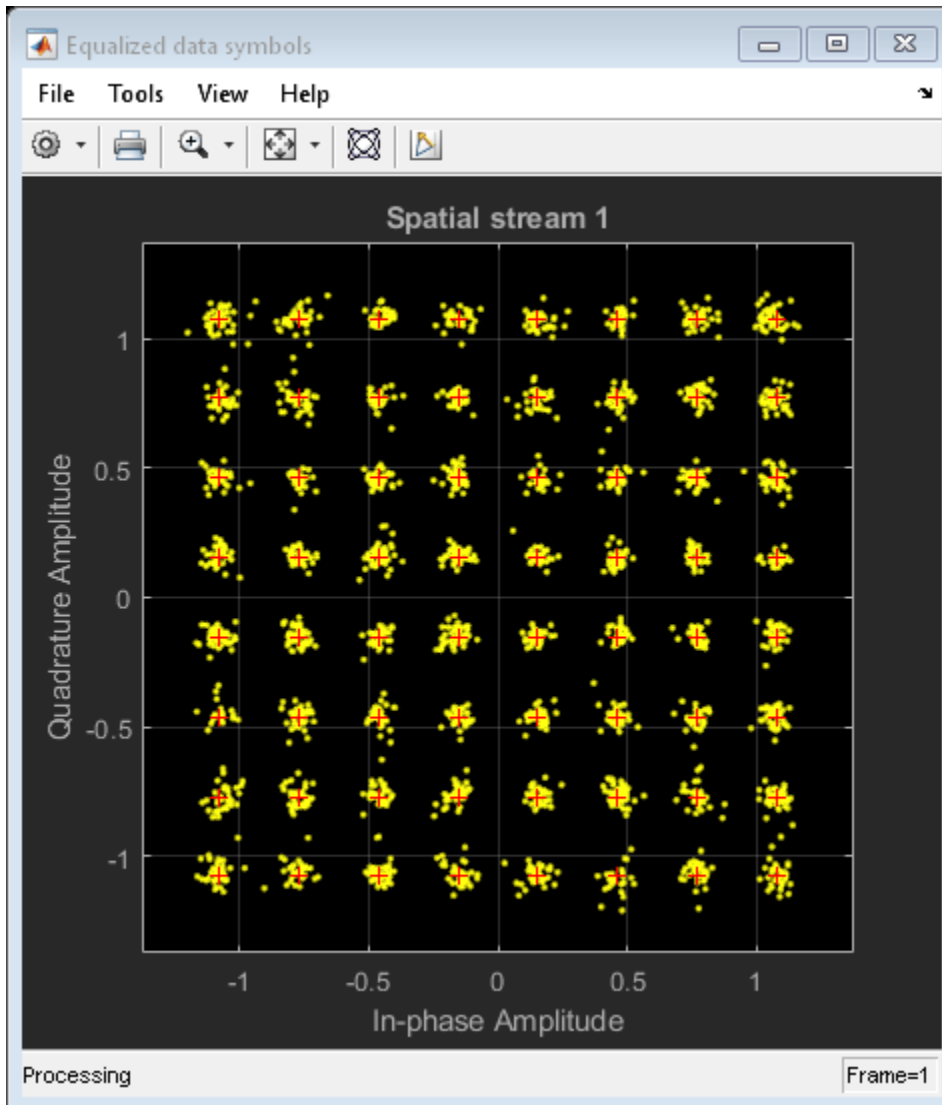 Equalized data symbols
File Tools View Help
Spatial stream 1
Quadrature Amplitude
1
0.5
0
-0.5
-1
-1 -0.5 0 0.5 1
In-phase Amplitude
Processing Frame=1